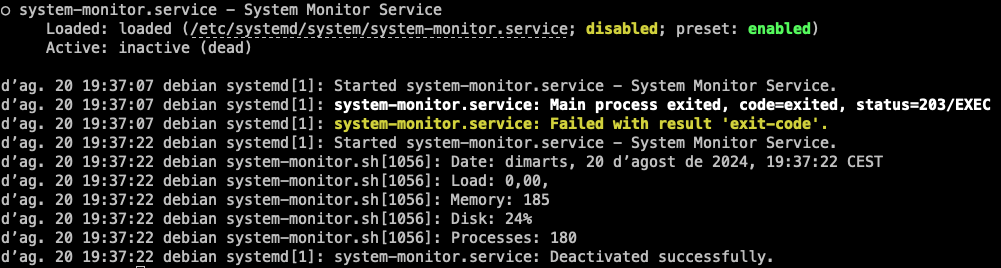 ○ system-monitor.service – System Monitor Service
Loaded: loaded (/etc/systemd/system/system-monitor.service; disabled; preset: enabled)
Active: inactive (dead)
d’ag. 20 19:37:07 debian systemd[1]: Started system-monitor.service – System Monitor Service.
d’ag. 20 19:37:07 debian systemd[1]: system-monitor.service: Main process exited, code=exited, status=203/EXEC
d’ag. 20 19:37:07 debian systemd[1]: system-monitor.service: Failed with result 'exit-code'.
d’ag. 20 19:37:22 debian systemd[1]: Started system-monitor.service – System Monitor Service.
d’ag. 20 19:37:22 debian system-monitor.sh[1056]: Date: dimarts, 20 d’agost de 2024, 19:37:22 CEST
d’ag. 20 19:37:22 debian system-monitor.sh[1056]: Load: 0,00,
d’ag. 20 19:37:22 debian system-monitor.sh[1056]: Memory: 185
d’ag. 20 19:37:22 debian system-monitor.sh[1056]: Disk: 24%
d’ag. 20 19:37:22 debian system-monitor.sh[1056]: Processes: 180
d’ag. 20 19:37:22 debian systemd[1]: system-monitor.service: Deactivated successfully.